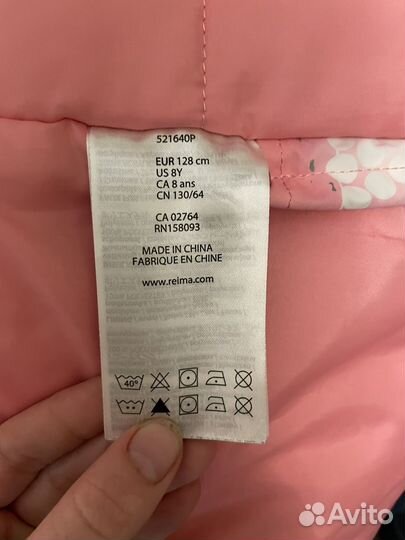 521640P
EUR 128 cm
US 8Y
CA 8 ans
CN 130/64
CA 02764
RN158093
MADE IN CHINA
FABRIQUE EN CHINE
www.reima.com
40°
Avito